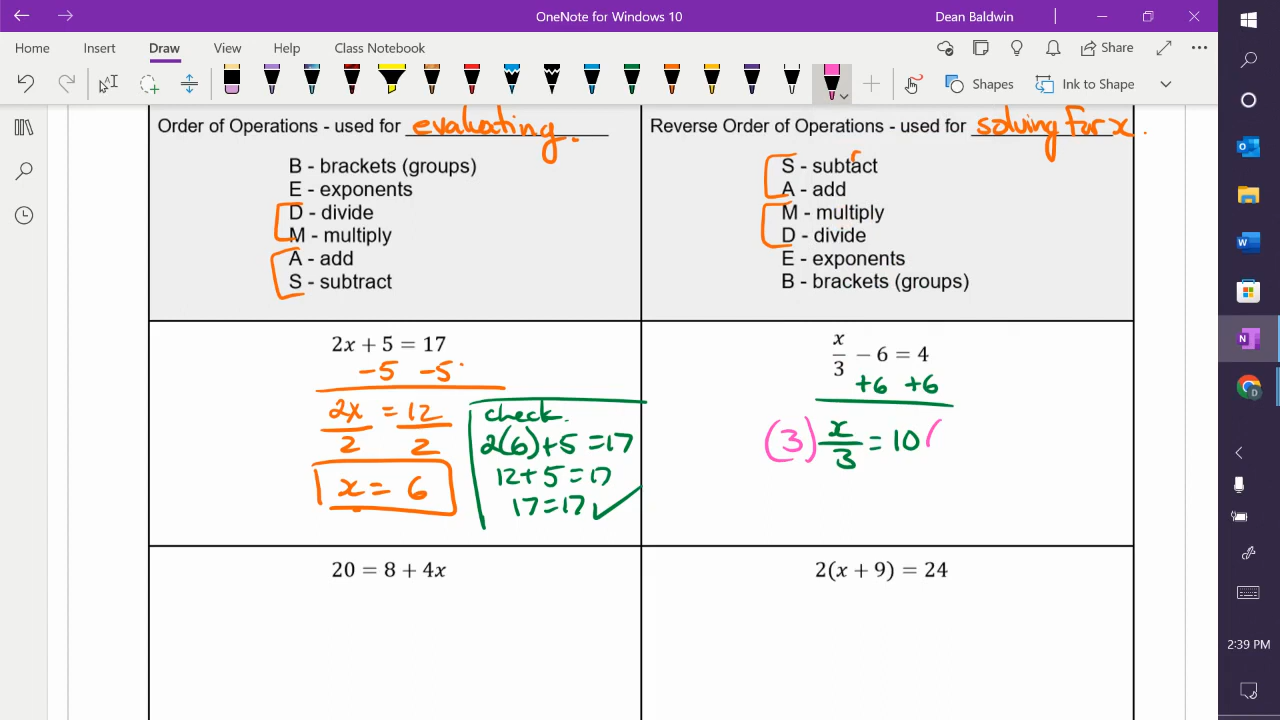 OneNote for Windows 10
Dean Baldwin
Home Insert Draw View Help Class Notebook
Share
Shapes
Ink to Shape
Order of Operations - used for evaluating.
B - brackets (groups)
E - exponents
D - divide
M - multiply
A - add
S - subtract
Reverse Order of Operations - used for solving for x.
S - subtract
A - add
M - multiply
D - divide
E - exponents
B - brackets (groups)
2x + 5 = 17
-5 -5
2x = 12
2 2
x = 6
check.
2(6)+5 = 17
12+5 = 17
17=17 ✓
x/3 - 6 = 4
+6 +6
(3) x/3 = 10 (
20 = 8 + 4x
2(x + 9) = 24
2:39 PM